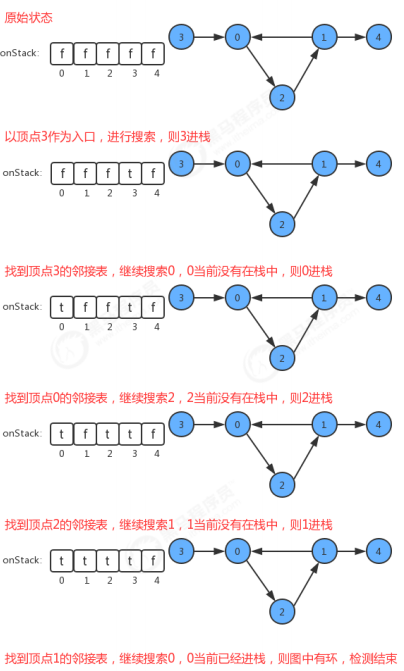 原始状态
onStack: f f f f f
0 1 2 3 4
3 0 1 4
2
以顶点3作为入口，进行搜索，则3进栈
onStack: f f f t f
0 1 2 3 4
3 0 1 4
2
找到顶点3的邻接表，继续搜索0，0当前没有在栈中，则0进栈
onStack: t f f t f
0 1 2 3 4
3 0 1 4
2
找到顶点0的邻接表，继续搜索2，2当前没有在栈中，则2进栈
onStack: t f t t f
0 1 2 3 4
3 0 1 4
2
找到顶点2的邻接表，继续搜索1，1当前没有在栈中，则1进栈
onStack: t t t t f
0 1 2 3 4
3 0 1 4
2
找到顶点1的邻接表，继续搜索0，0当前已经进栈，则图中有环，检测结束